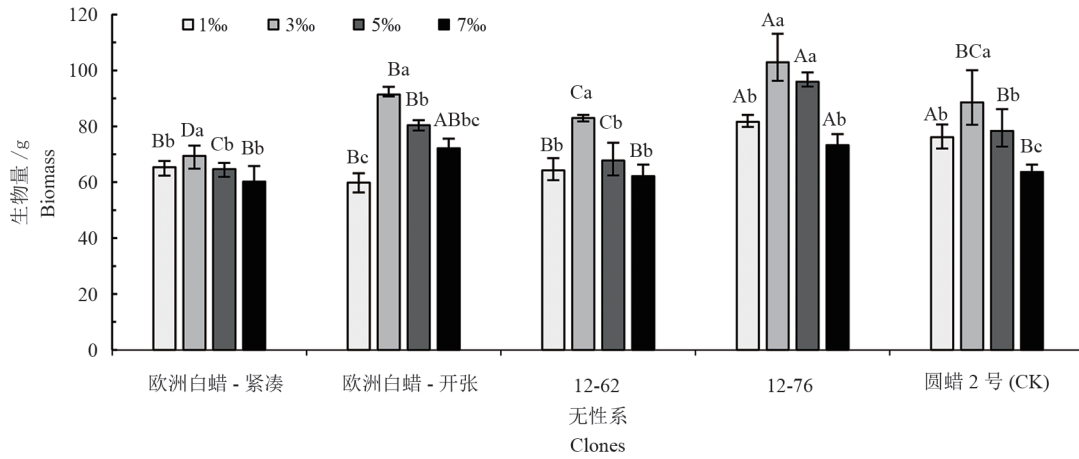 120
1‰ 3‰ 5‰ 7‰
100
80
60
40
20
0
生物量 /g
Biomass
Bb Da Cb Bb
Bc Ba Bb ABbc
Bb Ca Cb Bb
Ab Aa Aa Ab
Ab BCa Bb Bc
欧洲白蜡 - 紧凑 欧洲白蜡 - 开张 12-62 12-76 圆蜡 2 号 (CK)
无性系
Clones